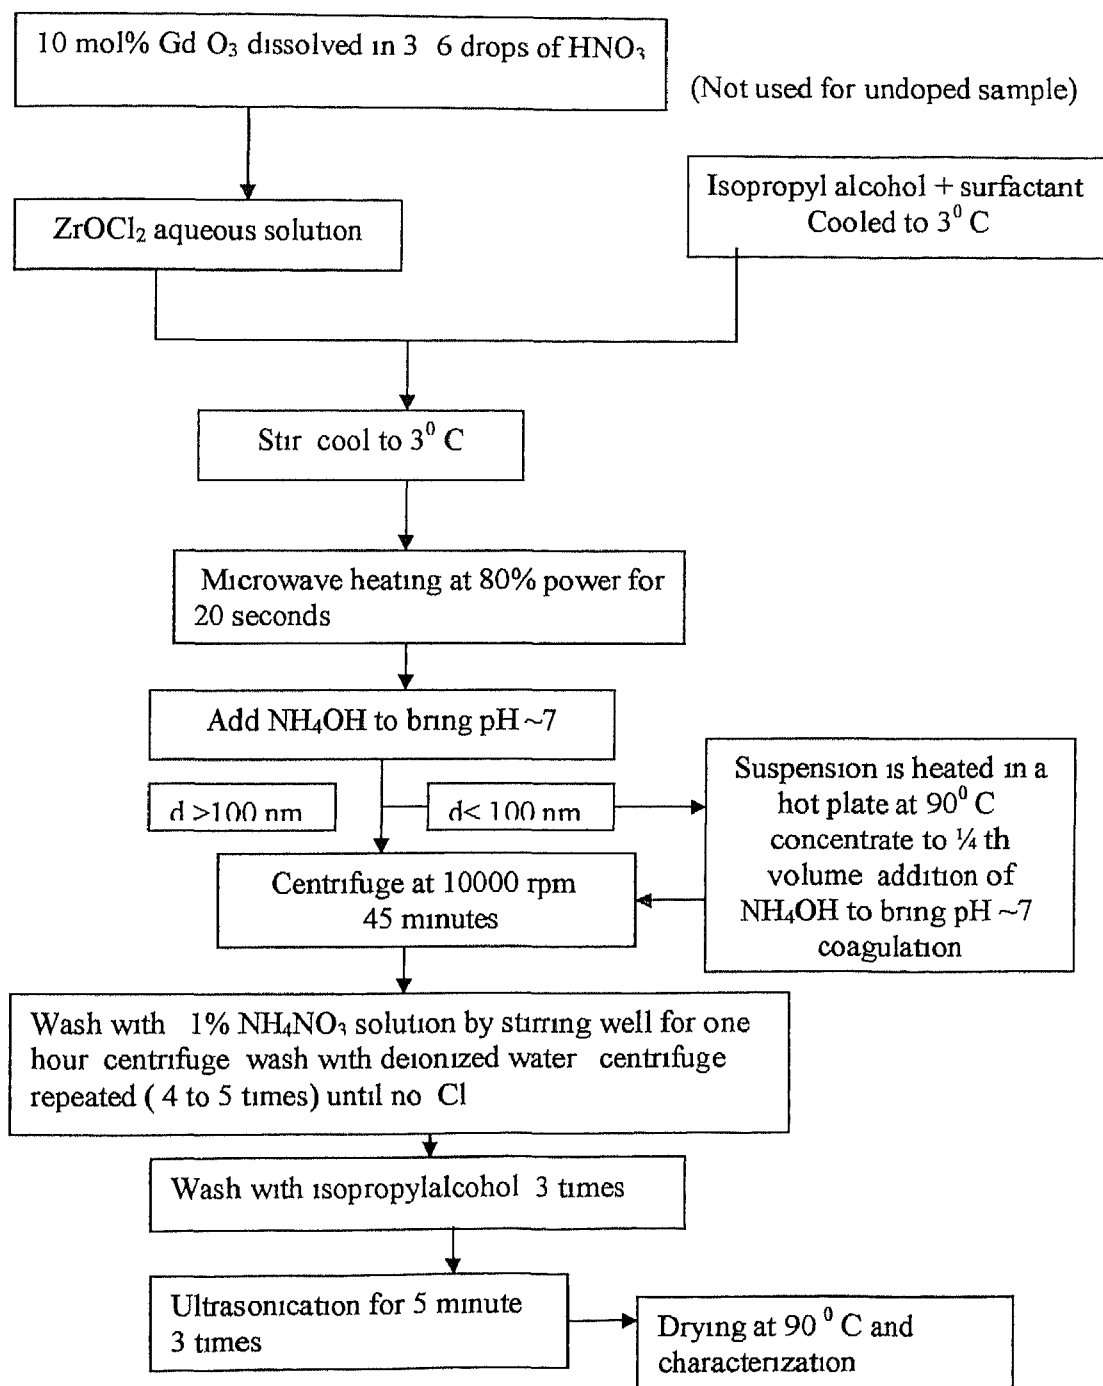 10 mol% Gd O₃ dissolved in 3 6 drops of HNO₃
(Not used for undoped sample)
Isopropyl alcohol + surfactant
Cooled to 3⁰ C
ZrOCl₂ aqueous solution
Stir cool to 3⁰ C
Microwave heating at 80% power for
20 seconds
Add NH₄OH to bring pH ~7
d >100 nm
d< 100 nm
Suspension is heated in a
hot plate at 90⁰ C
concentrate to ¼ th
volume addition of
NH₄OH to bring pH ~7
coagulation
Centrifuge at 10000 rpm
45 minutes
Wash with 1% NH₄NO₃ solution by stirring well for one
hour centrifuge wash with deionized water centrifuge
repeated ( 4 to 5 times) until no Cl
Wash with isopropylalcohol 3 times
Ultrasonication for 5 minute
3 times
Drying at 90 ⁰ C and
characterization